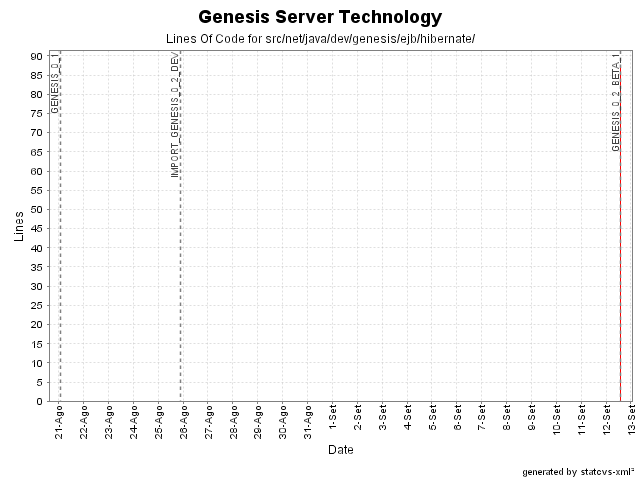 Genesis Server Technology
Lines Of Code for src/net/java/dev/genesis/ejb/hibernate/
90
85
80
75
70
65
60
55
50
45
40
35
30
25
20
15
10
5
0
Lines
GENESIS_0_1
IMPORT_GENESIS_0_2_DEV
GENESIS_0_2_BETA_1
21-Ago
22-Ago
23-Ago
24-Ago
25-Ago
26-Ago
27-Ago
28-Ago
29-Ago
30-Ago
31-Ago
1-Set
2-Set
3-Set
4-Set
5-Set
6-Set
7-Set
8-Set
9-Set
10-Set
11-Set
12-Set
13-Set
Date
generated by statcvs-xml²